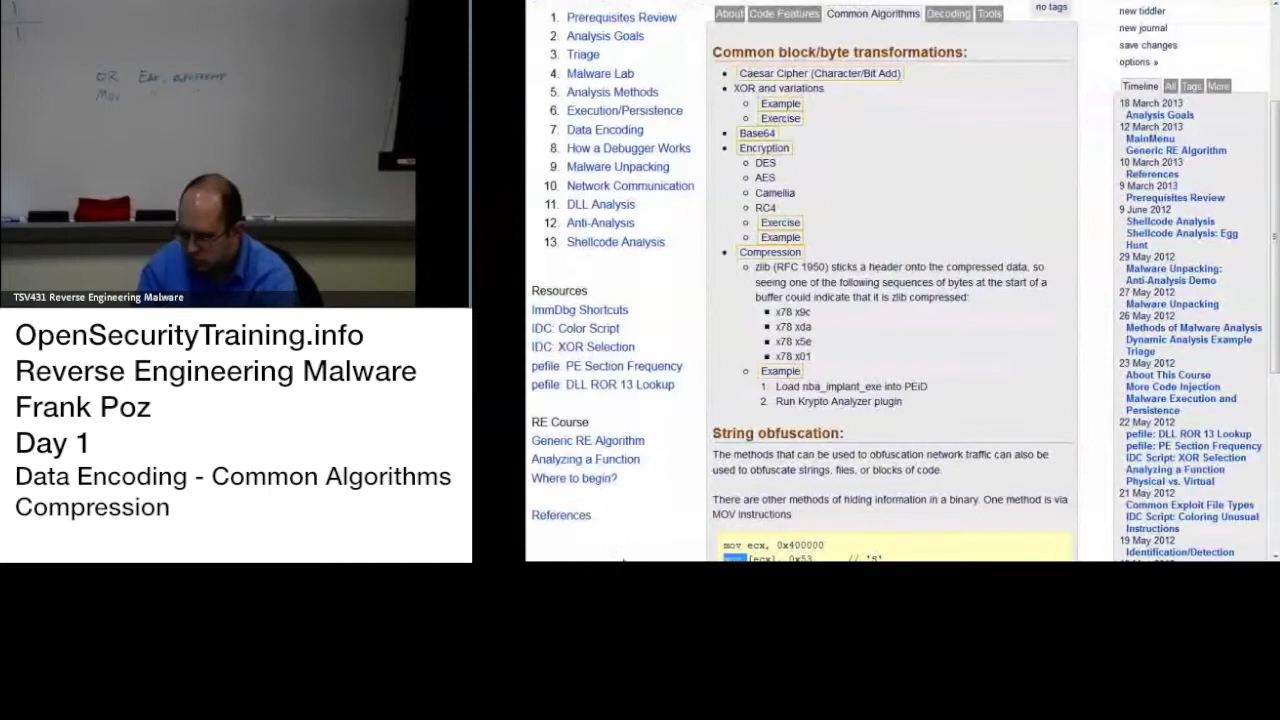 OR
MOV
TSV431 Reverse Engineering Malware
OpenSecurityTraining.info
Reverse Engineering Malware
Frank Poz
Day 1
Data Encoding - Common Algorithms
Compression
1. Prerequisites Review
2. Analysis Goals
3. Triage
4. Malware Lab
5. Analysis Methods
6. Execution/Persistence
7. Data Encoding
8. How a Debugger Works
9. Malware Unpacking
10. Network Communication
11. DLL Analysis
12. Anti-Analysis
13. Shellcode Analysis
Resources
ImmDbg Shortcuts
IDC: Color Script
IDC: XOR Selection
pefile: PE Section Frequency
pefile: DLL ROR 13 Lookup
RE Course
Generic RE Algorithm
Analyzing a Function
Where to begin?
References
no tags
About Code Features Common Algorithms Decoding Tools
Common block/byte transformations:
Caesar Cipher (Character/Bit Add)
XOR and variations
Example
Exercise
Base64
Encryption
DES
AES
Camellia
RC4
Exercise
Example
Compression
zlib (RFC 1950) sticks a header onto the compressed data, so
seeing one of the following sequences of bytes at the start of a
buffer could indicate that it is zlib compressed:
x78 x9c
x78 xda
x78 x5e
x78 x01
Example
1. Load nba_implant_exe into PEiD
2. Run Krypto Analyzer plugin
String obfuscation:
The methods that can be used to obfuscation network traffic can also be
used to obfuscate strings, files, or blocks of code.
There are other methods of hiding information in a binary. One method is via
MOV instructions
mov ecx, 0x400000
mov [ecx], 0x53 // 'S'
new tiddler
new journal
save changes
options »
Timeline All Tags More
18 March 2013
Analysis Goals
12 March 2013
MainMenu
Generic RE Algorithm
10 March 2013
References
9 March 2013
Prerequisites Review
9 June 2012
Shellcode Analysis
Shellcode Analysis: Egg
Hunt
29 May 2012
Malware Unpacking:
Anti-Analysis Demo
27 May 2012
Malware Unpacking
26 May 2012
Methods of Malware Analysis
Dynamic Analysis Example
Triage
23 May 2012
About This Course
More Code Injection
Malware Execution and
Persistence
22 May 2012
pefile: DLL ROR 13 Lookup
pefile: PE Section Frequency
IDC Script: XOR Selection
Analyzing a Function
Physical vs. Virtual
21 May 2012
Common Exploit File Types
IDC Script: Coloring Unusual
Instructions
19 May 2012
Identification/Detection